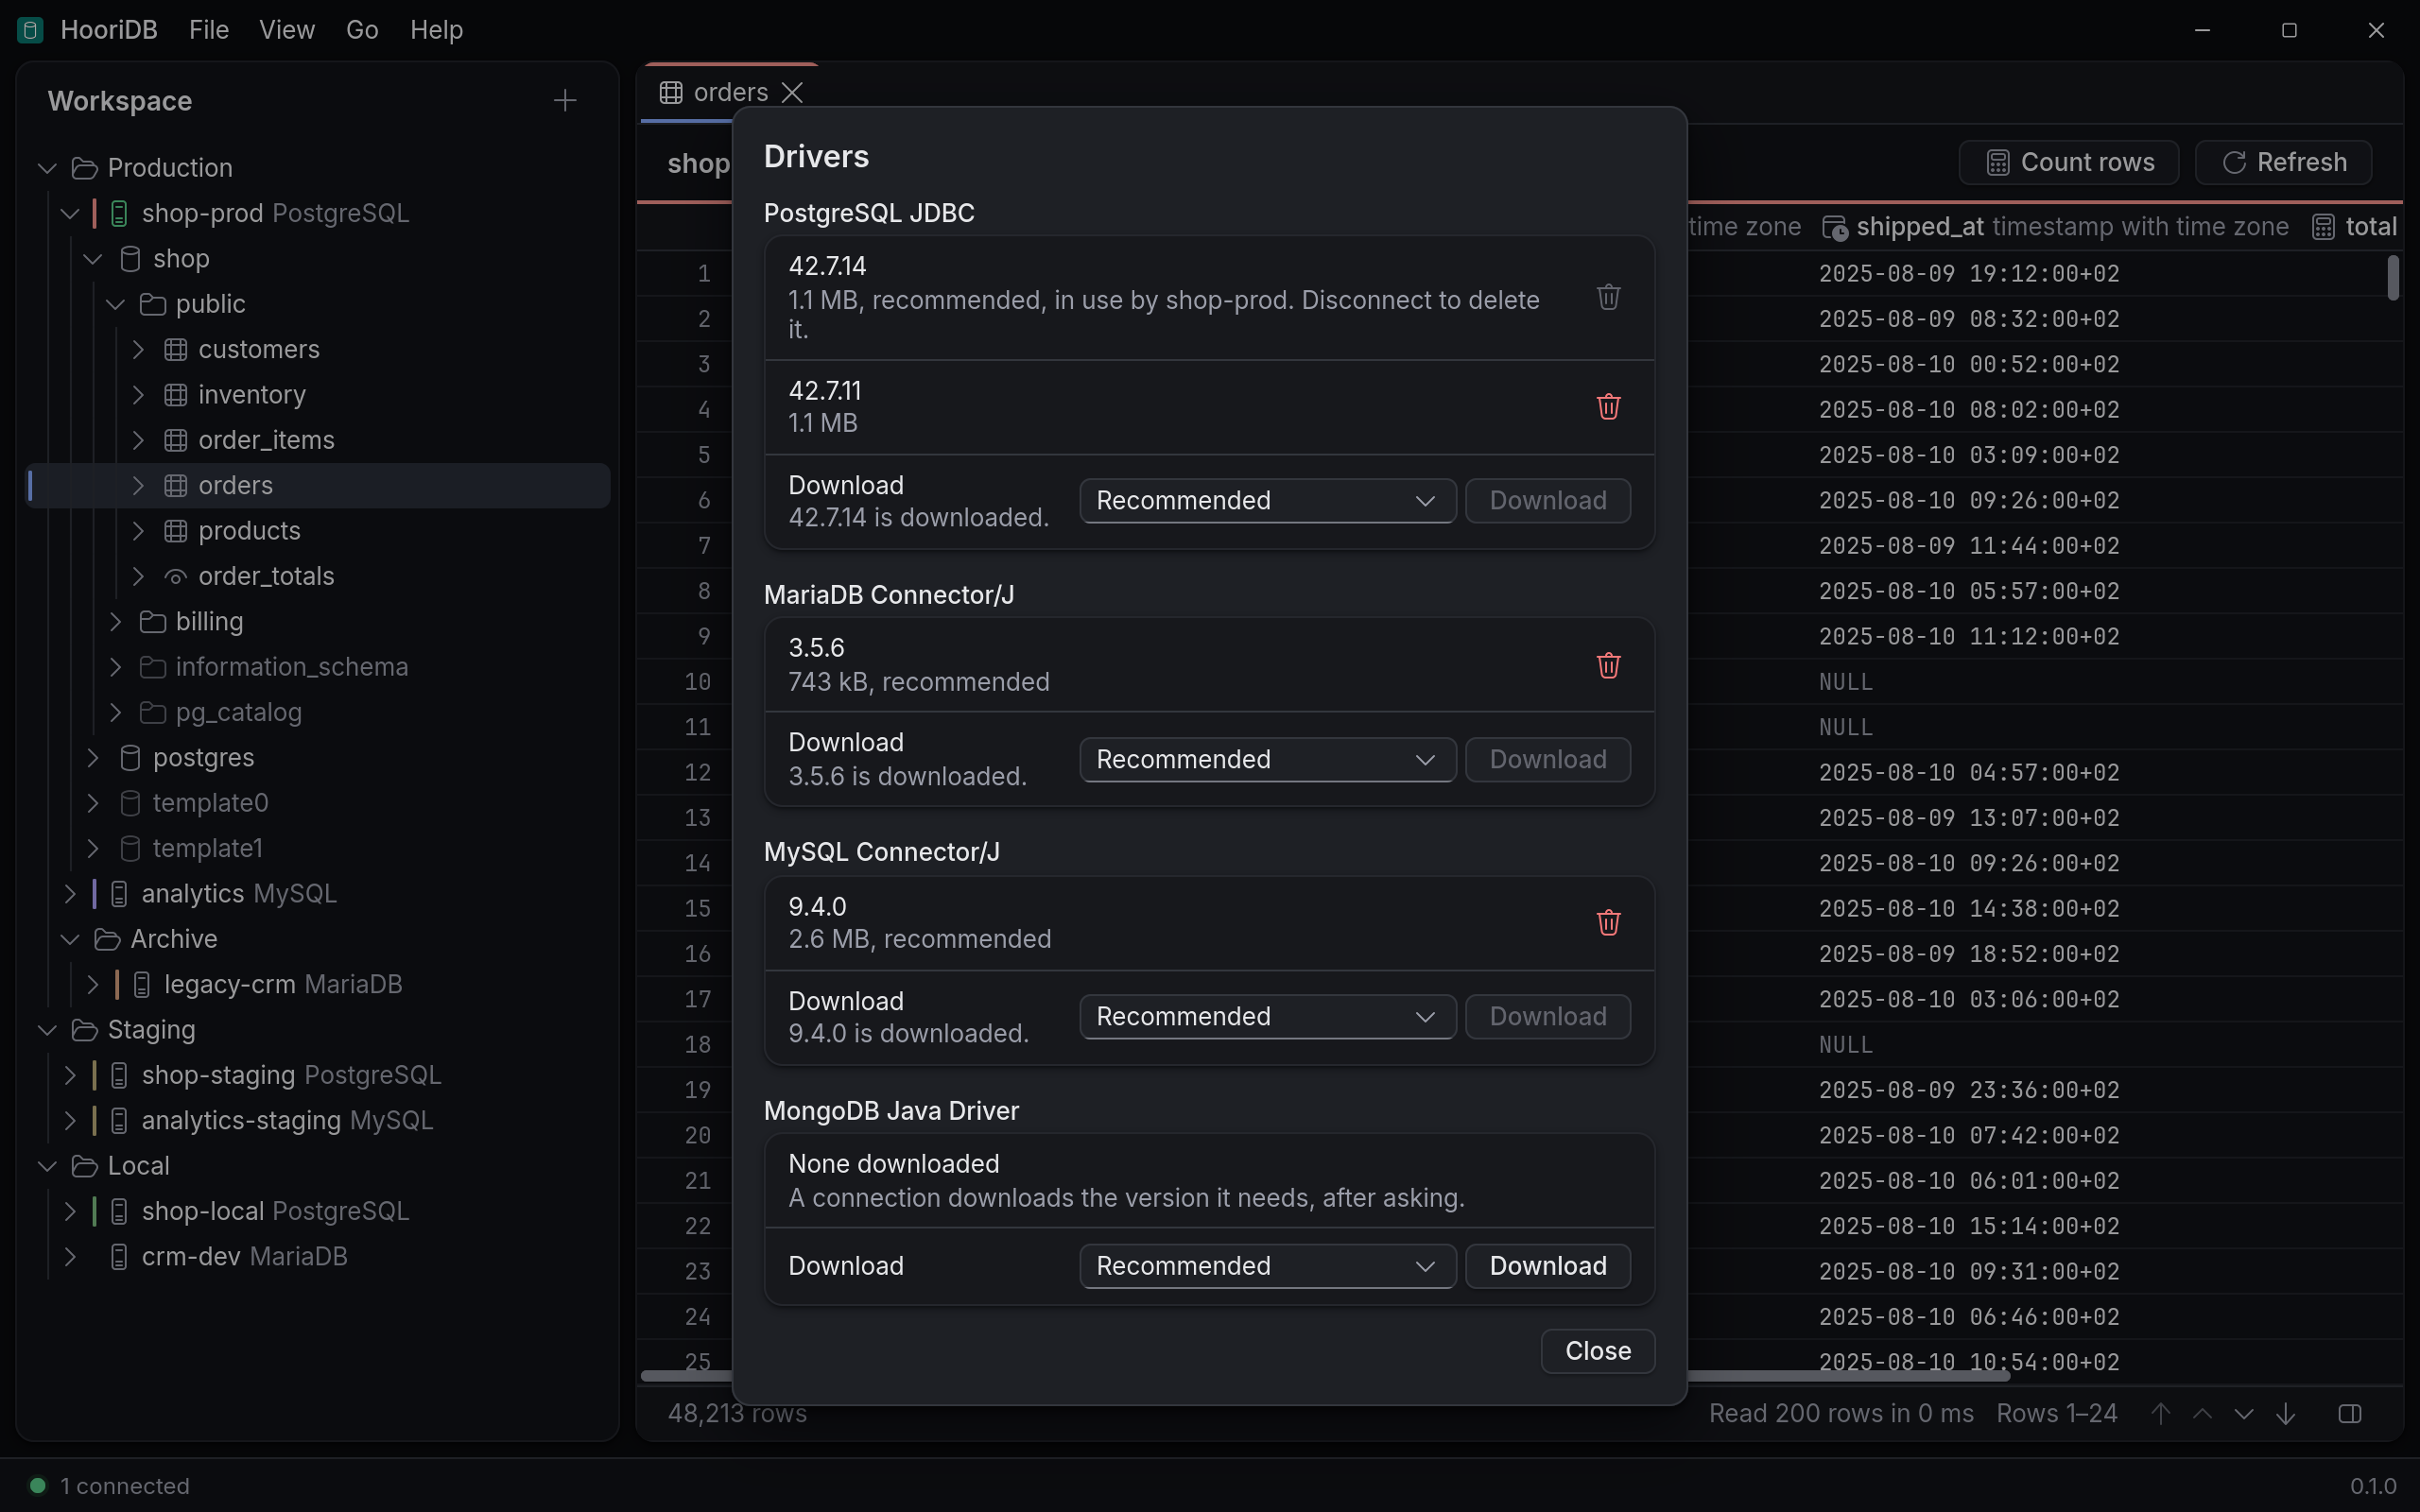 HooriDB File View Go Help
Workspace
Production
shop-prod PostgreSQL
shop
public
customers
inventory
order_items
orders
products
order_totals
billing
information_schema
pg_catalog
postgres
template0
template1
analytics MySQL
Archive
legacy-crm MariaDB
Staging
shop-staging PostgreSQL
analytics-staging MySQL
Local
shop-local PostgreSQL
crm-dev MariaDB
orders
shop
Count rows Refresh
time zone shipped_at timestamp with time zone total
1 2025-08-09 19:12:00+02
2 2025-08-09 08:32:00+02
3 2025-08-10 00:52:00+02
4 2025-08-10 08:02:00+02
5 2025-08-10 03:09:00+02
6 2025-08-10 09:26:00+02
7 2025-08-09 11:44:00+02
8 2025-08-10 05:57:00+02
9 2025-08-10 11:12:00+02
10 NULL
11 NULL
12 2025-08-10 04:57:00+02
13 2025-08-09 13:07:00+02
14 2025-08-10 09:26:00+02
15 2025-08-10 14:38:00+02
16 2025-08-09 18:52:00+02
17 2025-08-10 03:06:00+02
18 NULL
19 2025-08-09 23:36:00+02
20 2025-08-10 07:42:00+02
21 2025-08-10 06:01:00+02
22 2025-08-10 15:14:00+02
23 2025-08-10 09:31:00+02
24 2025-08-10 06:46:00+02
25 2025-08-10 10:54:00+02
Drivers
PostgreSQL JDBC
42.7.14
1.1 MB, recommended, in use by shop-prod. Disconnect to delete
it.
42.7.11
1.1 MB
Download
42.7.14 is downloaded.
Recommended Download
MariaDB Connector/J
3.5.6
743 kB, recommended
Download
3.5.6 is downloaded.
Recommended Download
MySQL Connector/J
9.4.0
2.6 MB, recommended
Download
9.4.0 is downloaded.
Recommended Download
MongoDB Java Driver
None downloaded
A connection downloads the version it needs, after asking.
Download Recommended Download
Close
48,213 rows Read 200 rows in 0 ms Rows 1–24
1 connected 0.1.0